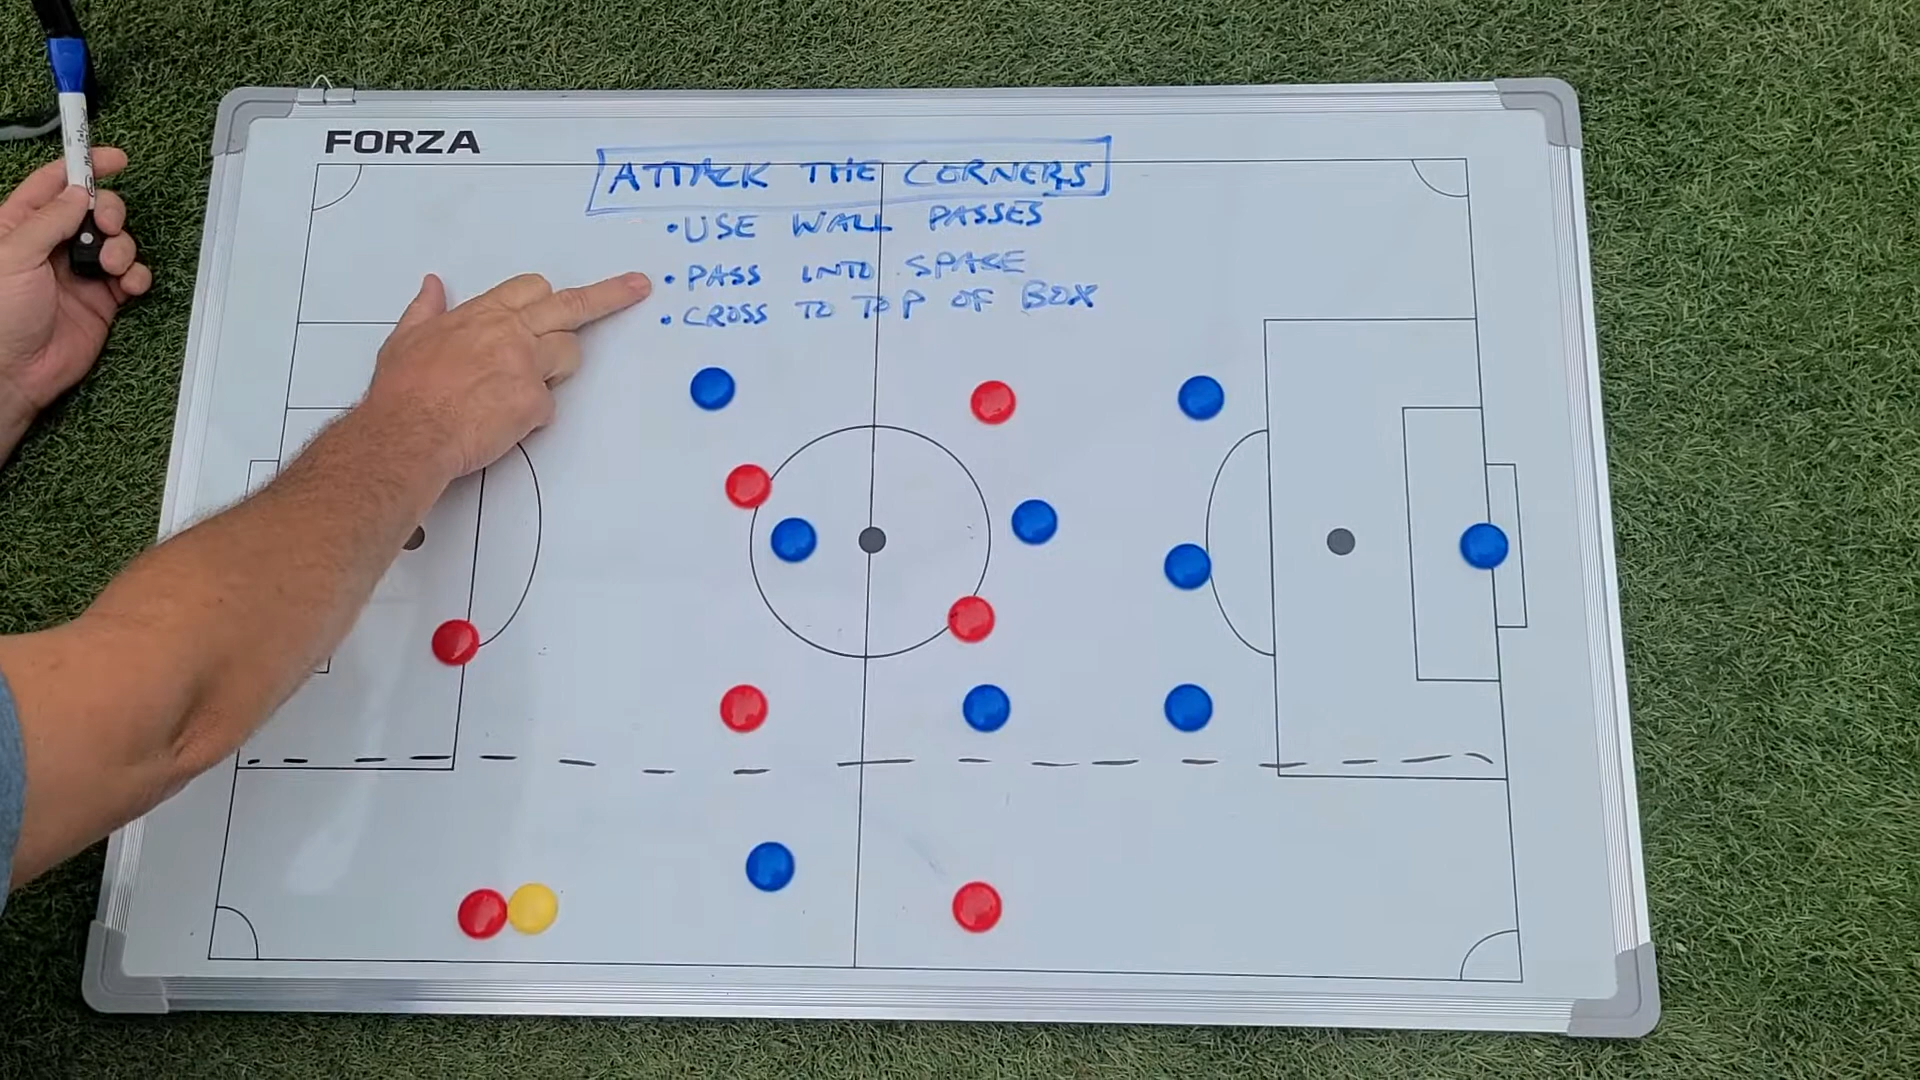 FORZA
ATTACK THE CORNERS
• USE WALL PASSES
• PASS INTO SPACE
• CROSS TO TOP OF BOX